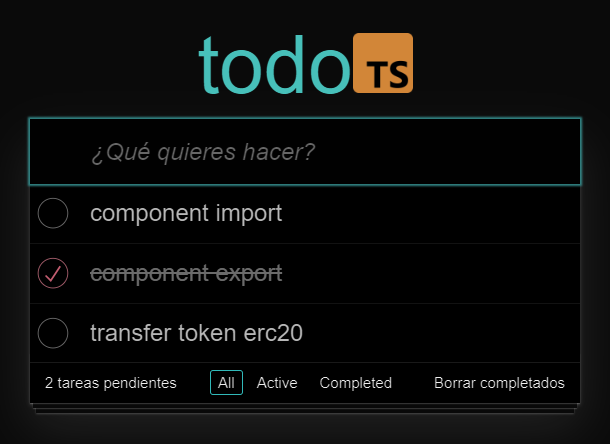 todo TS
¿Qué quieres hacer?
component import
component export
transfer token erc20
2 tareas pendientes All Active Completed Borrar completados